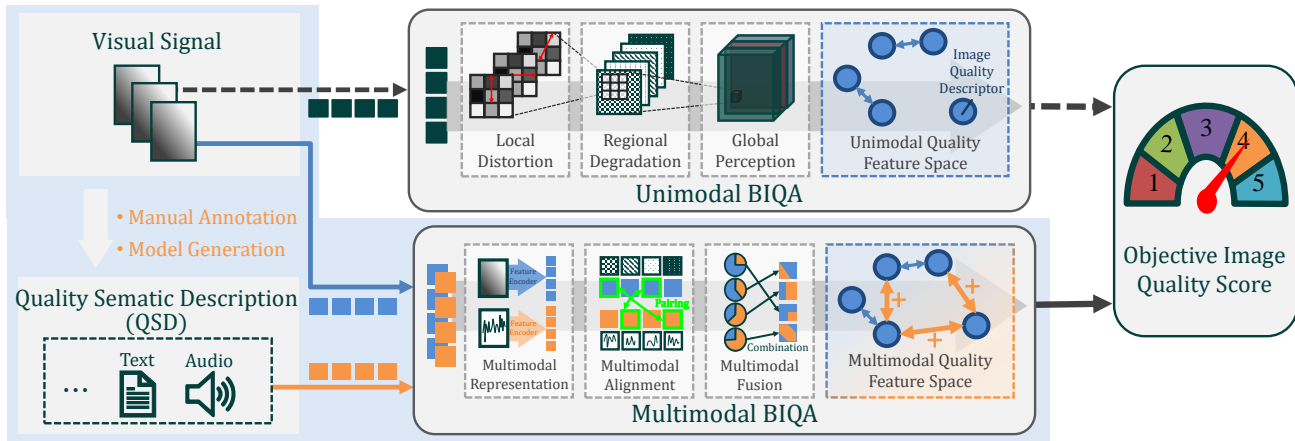 Visual Signal
• Manual Annotation
• Model Generation
Quality Sematic Description
(QSD)
...
Text
Audio
Local
Distortion
Regional
Degradation
Global
Perception
Image
Quality
Descriptor
Unimodal Quality
Feature Space
Unimodal BIQA
Feature
Encoder
Feature
Encoder
Multimodal
Representation
Pairing
Multimodal
Alignment
Combination
Multimodal
Fusion
+
+
+
Multimodal Quality
Feature Space
Multimodal BIQA
1
2
3
4
5
Objective Image
Quality Score